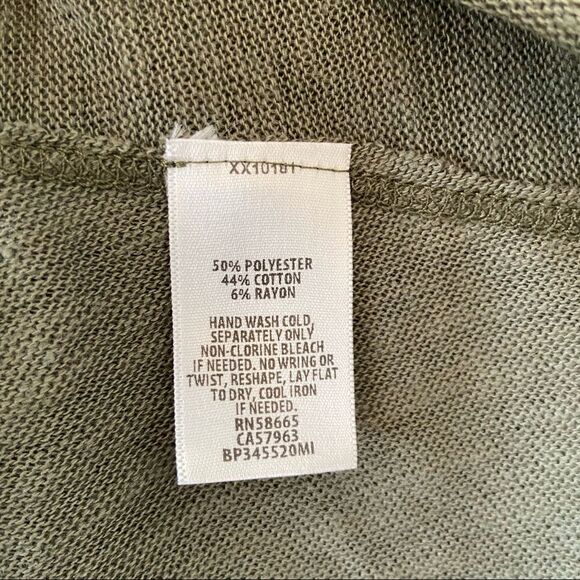 XX10181
50% POLYESTER
44% COTTON
6% RAYON
HAND WASH COLD,
SEPARATELY ONLY
NON-CLORINE BLEACH
IF NEEDED. NO WRING OR
TWIST, RESHAPE, LAY FLAT
TO DRY, COOL IRON
IF NEEDED.
RN58665
CA57963
BP345520MI